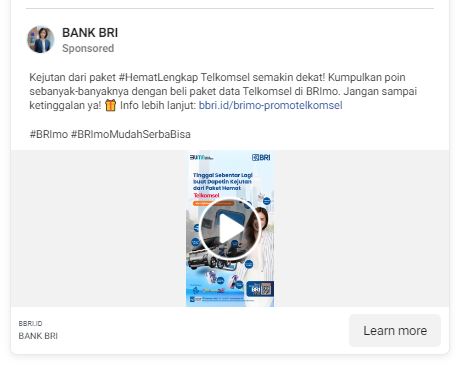 BANK BRI
Sponsored
Kejutan dari paket #HematLengkap Telkomsel semakin dekat! Kumpulkan poin
sebanyak-banyaknya dengan beli paket data Telkomsel di BRImo. Jangan sampai
ketinggalan ya! 🎁 Info lebih lanjut: bbri.id/brimo-promotelkomsel
#BRImo #BRImoMudahSerbaBisa
BRI
Tinggal Sebentar Lagi
buat Dapetin Kejutan
dari Paket Hemat
Telkomsel
BBRI.ID
BANK BRI
Learn more